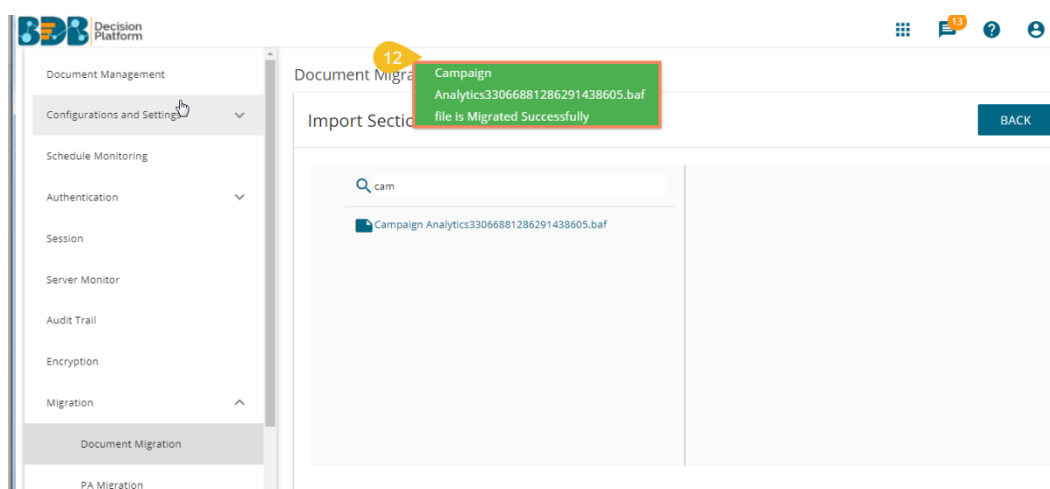 BDB Decision
Platform
13
?
Document Management
Configurations and Settings
Schedule Monitoring
Authentication
Session
Server Monitor
Audit Trail
Encryption
Migration
Document Migration
PA Migration
12
Document Migra
Campaign
Analytics33066881286291438605.baf
file is Migrated Successfully
Import Sectio
BACK
cam
Campaign Analytics33066881286291438605.baf